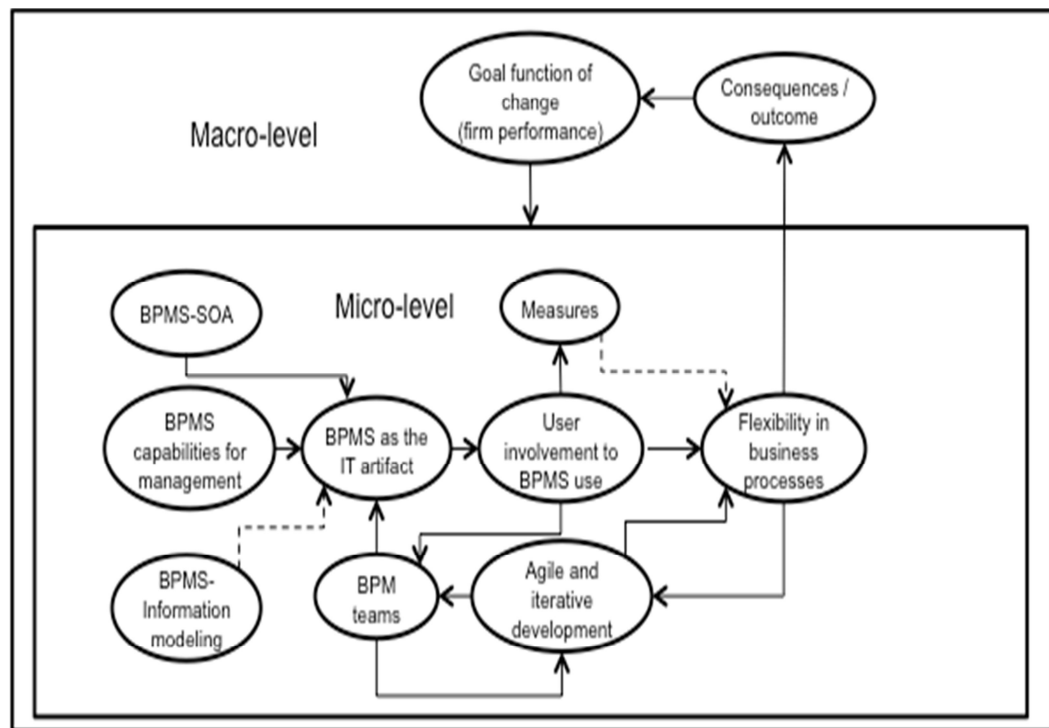 Goal function of
change
(firm performance)
Consequences /
outcome
Macro-level
BPMS-SOA
Micro-level
Measures
BPMS
capabilities for
management
BPMS as the
IT artifact
User
involvement to
BPMS use
Flexibility in
business
processes
BPMS-
Information
modeling
BPM
teams
Agile and
iterative
development